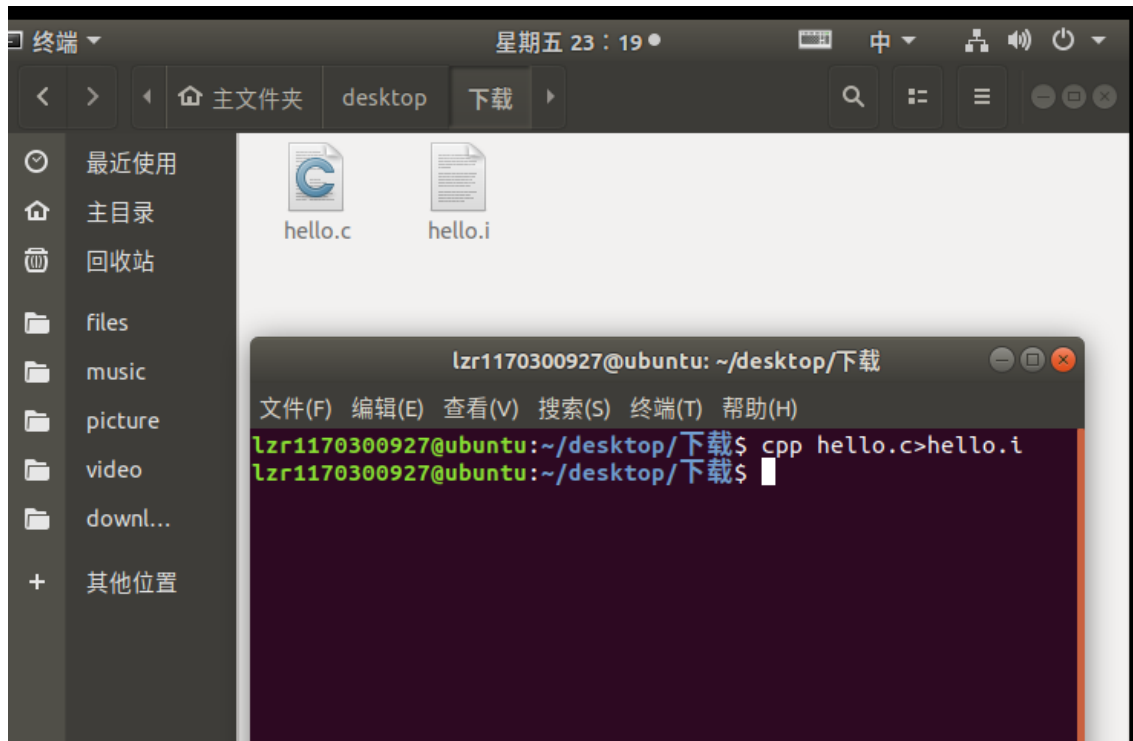 终端
星期五 23：19
中
主文件夹 desktop 下载
最近使用
主目录
回收站
files
music
picture
video
downl...
其他位置
hello.c hello.i
lzr1170300927@ubuntu: ~/desktop/下载
文件(F) 编辑(E) 查看(V) 搜索(S) 终端(T) 帮助(H)
lzr1170300927@ubuntu:~/desktop/下载$ cpp hello.c>hello.i
lzr1170300927@ubuntu:~/desktop/下载$